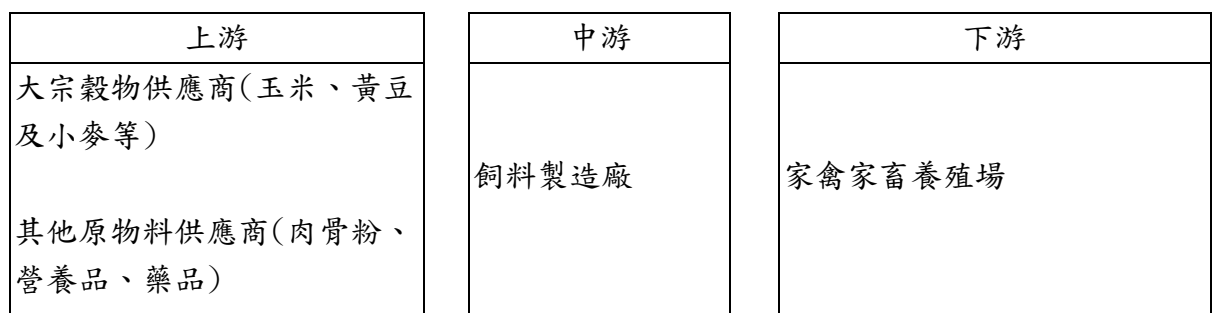 上游
大宗穀物供應商(玉米、黃豆
及小麥等)
其他原物料供應商(肉骨粉、
營養品、藥品)
中游
飼料製造廠
下游
家禽家畜養殖場